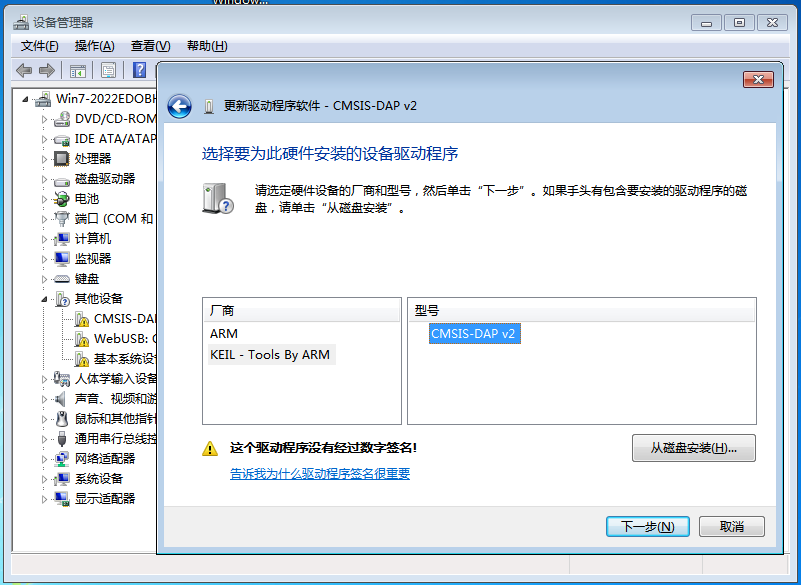 Window...
设备管理器
文件(F) 操作(A) 查看(V) 帮助(H)
Win7-2022EDOBH
DVD/CD-ROM
IDE ATA/ATAP
处理器
磁盘驱动器
电池
端口 (COM 和
计算机
监视器
键盘
其他设备
CMSIS-DAP
WebUSB: C
基本系统设
人体学输入设备
声音、视频和游
鼠标和其他指针
通用串行总线控
网络适配器
系统设备
显示适配器
更新驱动程序软件 - CMSIS-DAP v2
选择要为此硬件安装的设备驱动程序
请选定硬件设备的厂商和型号，然后单击“下一步”。如果手头有包含要安装的驱动程序的磁
盘，请单击“从磁盘安装”。
厂商
ARM
KEIL - Tools By ARM
型号
CMSIS-DAP v2
这个驱动程序没有经过数字签名!
告诉我为什么驱动程序签名很重要
从磁盘安装(H)...
下一步(N)
取消